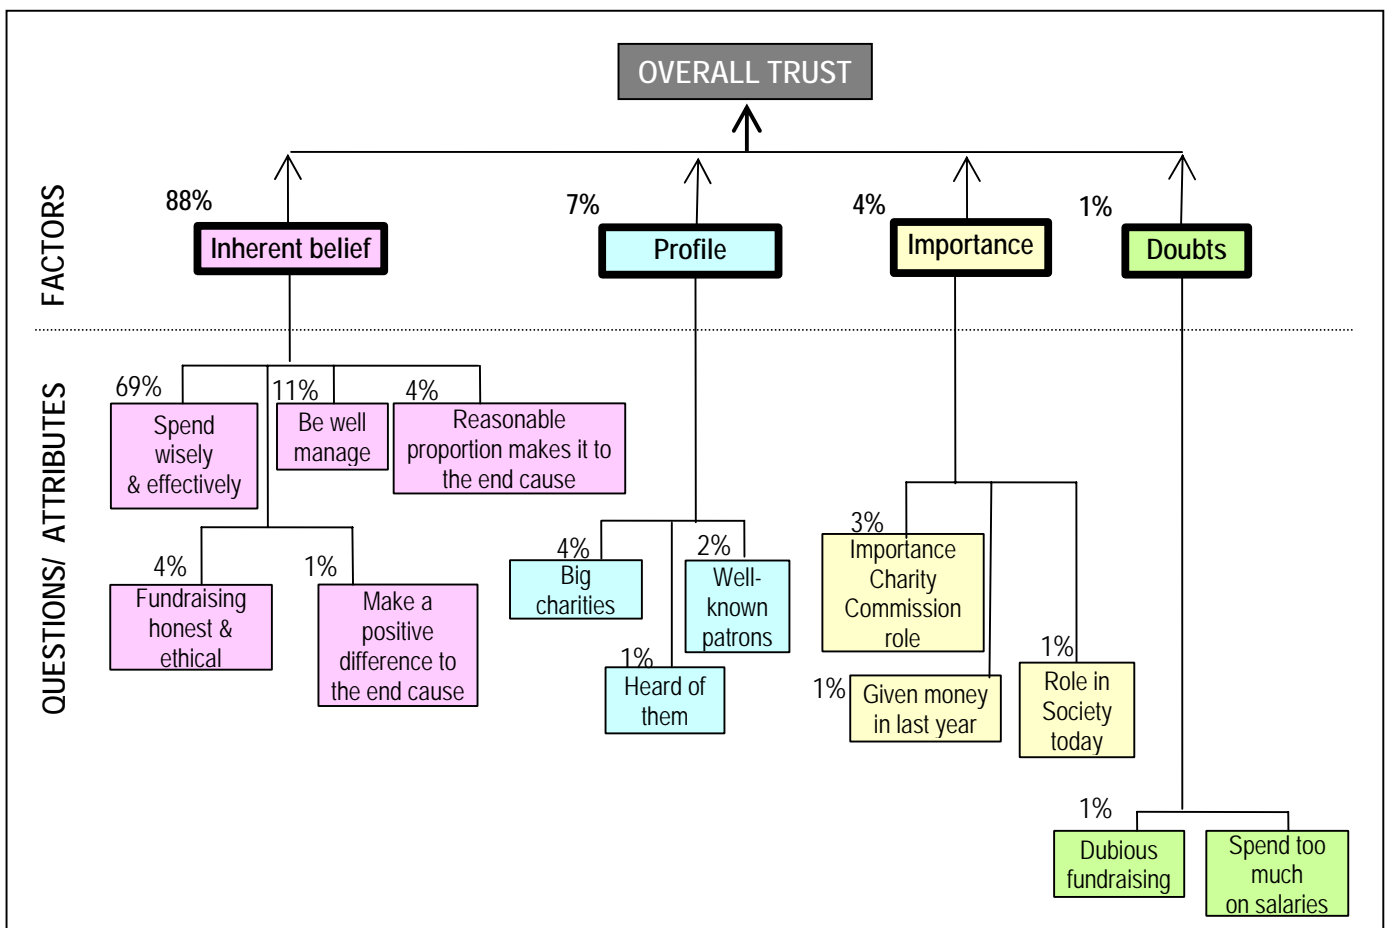 OVERALL TRUST
FACTORS
88%
Inherent belief
7%
Profile
4%
Importance
1%
Doubts
QUESTIONS/ ATTRIBUTES
69%
Spend
wisely
& effectively
11%
Be well
manage
4%
Reasonable
proportion makes it to
the end cause
4%
Fundraising
honest &
ethical
1%
Make a
positive
difference to
the end cause
4%
Big
charities
2%
Well-
known
patrons
1%
Heard of
them
3%
Importance
Charity
Commission
role
1%
Given money
in last year
1%
Role in
Society
today
1%
Dubious
fundraising
Spend too
much
on salaries